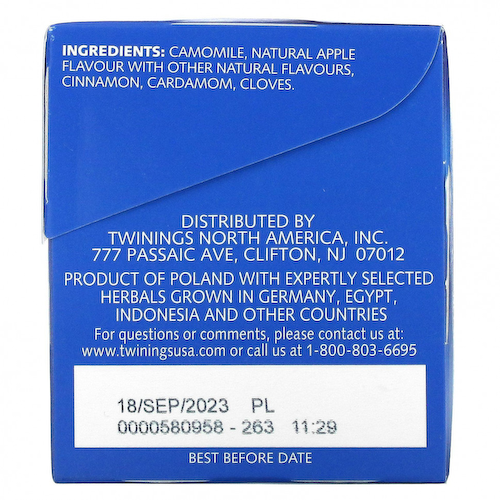 INGREDIENTS: CAMOMILE, NATURAL APPLE
FLAVOUR WITH OTHER NATURAL FLAVOURS,
CINNAMON, CARDAMOM, CLOVES.
DISTRIBUTED BY
TWININGS NORTH AMERICA, INC.
777 PASSAIC AVE, CLIFTON, NJ 07012
PRODUCT OF POLAND WITH EXPERTLY SELECTED
HERBALS GROWN IN GERMANY, EGYPT,
INDONESIA AND OTHER COUNTRIES
For questions or comments, please contact us at:
www.twiningsusa.com or call us at 1-800-803-6695
18/SEP/2023 PL
0000580958 - 263 11:29
BEST BEFORE DATE